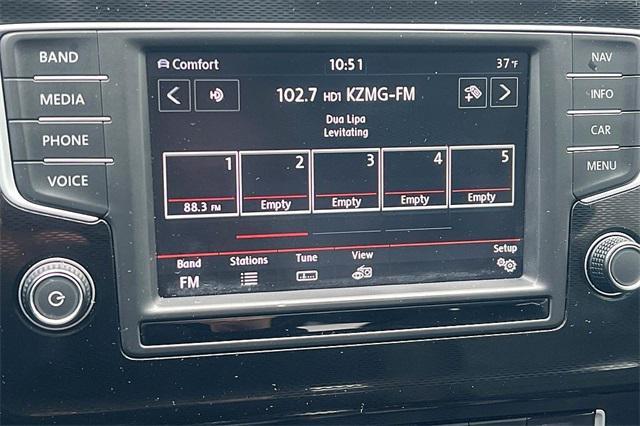 BAND
MEDIA
PHONE
VOICE
Comfort 10:51 37 °F
102.7 HD1 KZMG-FM
Dua Lipa
Levitating
1 2 3 4 5
88.3 FM Empty Empty Empty Empty
Band Stations Tune View Setup
FM
NAV
INFO
CAR
MENU